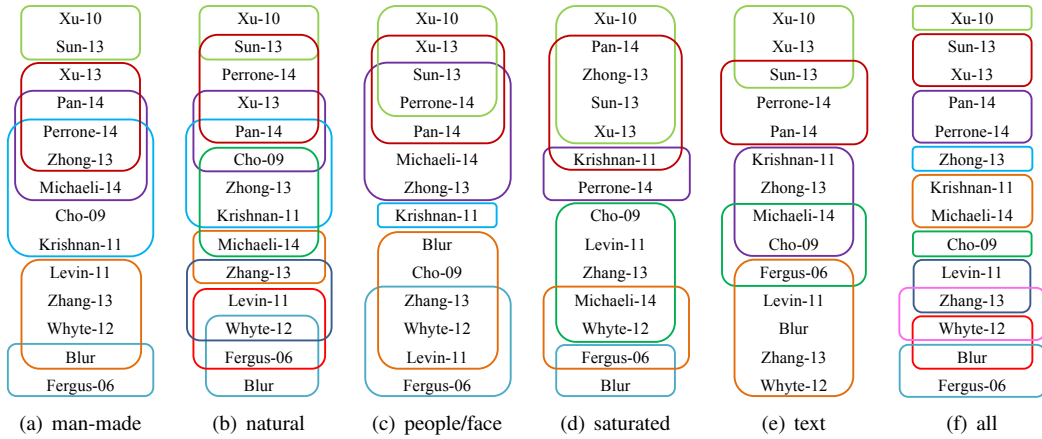 Xu-10
Sun-13
Xu-13
Pan-14
Perrone-14
Zhong-13
Michaeli-14
Cho-09
Krishnan-11
Levin-11
Zhang-13
Whyte-12
Blur
Fergus-06
(a) man-made
Xu-10
Sun-13
Perrone-14
Xu-13
Pan-14
Cho-09
Zhong-13
Krishnan-11
Michaeli-14
Zhang-13
Levin-11
Whyte-12
Fergus-06
Blur
(b) natural
Xu-10
Xu-13
Sun-13
Perrone-14
Pan-14
Michaeli-14
Zhong-13
Krishnan-11
Blur
Cho-09
Zhang-13
Whyte-12
Levin-11
Fergus-06
(c) people/face
Xu-10
Pan-14
Zhong-13
Sun-13
Xu-13
Krishnan-11
Perrone-14
Cho-09
Levin-11
Zhang-13
Michaeli-14
Whyte-12
Fergus-06
Blur
(d) saturated
Xu-10
Xu-13
Sun-13
Perrone-14
Pan-14
Krishnan-11
Zhong-13
Michaeli-14
Cho-09
Fergus-06
Levin-11
Blur
Zhang-13
Whyte-12
(e) text
Xu-10
Sun-13
Xu-13
Pan-14
Perrone-14
Zhong-13
Krishnan-11
Michaeli-14
Cho-09
Levin-11
Zhang-13
Whyte-12
Blur
Fergus-06
(f) all